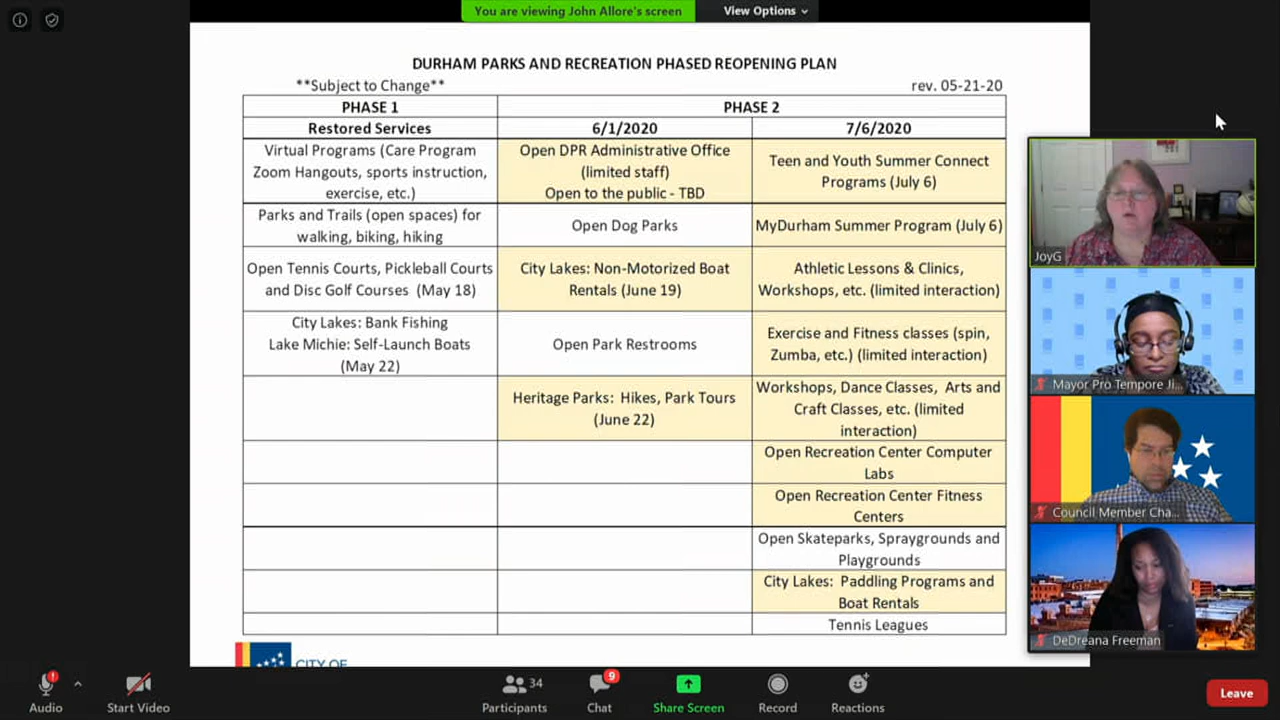 You are viewing John Allore's screen
View Options
DURHAM PARKS AND RECREATION PHASED REOPENING PLAN
**Subject to Change**
rev. 05-21-20
PHASE 1
PHASE 2
Restored Services
6/1/2020
7/6/2020
Virtual Programs (Care Program
Zoom Hangouts, sports instruction,
exercise, etc.)
Open DPR Administrative Office
(limited staff)
Open to the public - TBD
Teen and Youth Summer Connect
Programs (July 6)
Parks and Trails (open spaces) for
walking, biking, hiking
Open Dog Parks
MyDurham Summer Program (July 6)
Open Tennis Courts, Pickleball Courts
and Disc Golf Courses (May 18)
City Lakes: Non-Motorized Boat
Rentals (June 19)
Athletic Lessons & Clinics,
Workshops, etc. (limited interaction)
City Lakes: Bank Fishing
Lake Michie: Self-Launch Boats
(May 22)
Open Park Restrooms
Exercise and Fitness classes (spin,
Zumba, etc.) (limited interaction)
Heritage Parks: Hikes, Park Tours
(June 22)
Workshops, Dance Classes, Arts and
Craft Classes, etc. (limited
interaction)
Open Recreation Center Computer
Labs
Open Recreation Center Fitness
Centers
Open Skateparks, Spraygrounds and
Playgrounds
City Lakes: Paddling Programs and
Boat Rentals
Tennis Leagues
CITY OF
JoyG
Mayor Pro Tempore Ji...
Council Member Cha...
DeDreana Freeman
Audio
Start Video
34
Participants
9
Chat
Share Screen
Record
Reactions
Leave